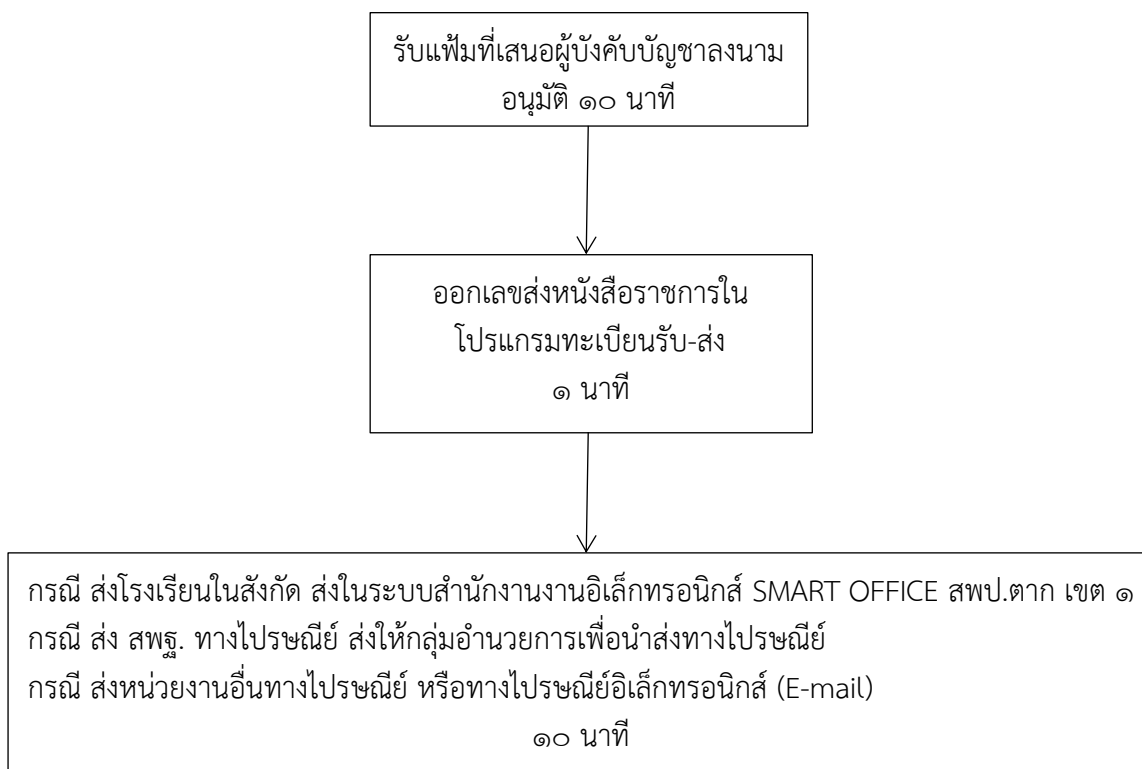 รับแฟ้มที่เสนอผู้บังคับบัญชาลงนาม
อนุมัติ ๑๐ นาที
ออกเลขส่งหนังสือราชการใน
โปรแกรมทะเบียนรับ-ส่ง
๑ นาที
กรณี ส่งโรงเรียนในสังกัด ส่งในระบบสำนักงานงานอิเล็กทรอนิกส์ SMART OFFICE สพป.ตาก เขต ๑
กรณี ส่ง สพฐ. ทางไปรษณีย์ ส่งให้กลุ่มอำนวยการเพื่อนำส่งทางไปรษณีย์
กรณี ส่งหน่วยงานอื่นทางไปรษณีย์ หรือทางไปรษณีย์อิเล็กทรอนิกส์ (E-mail)
๑๐ นาที